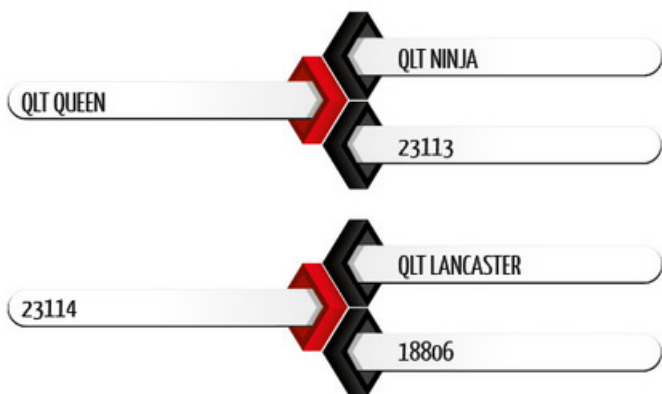 QLT NINJA
QLT QUEEN
23113
QLT LANCASTER
23114
18806